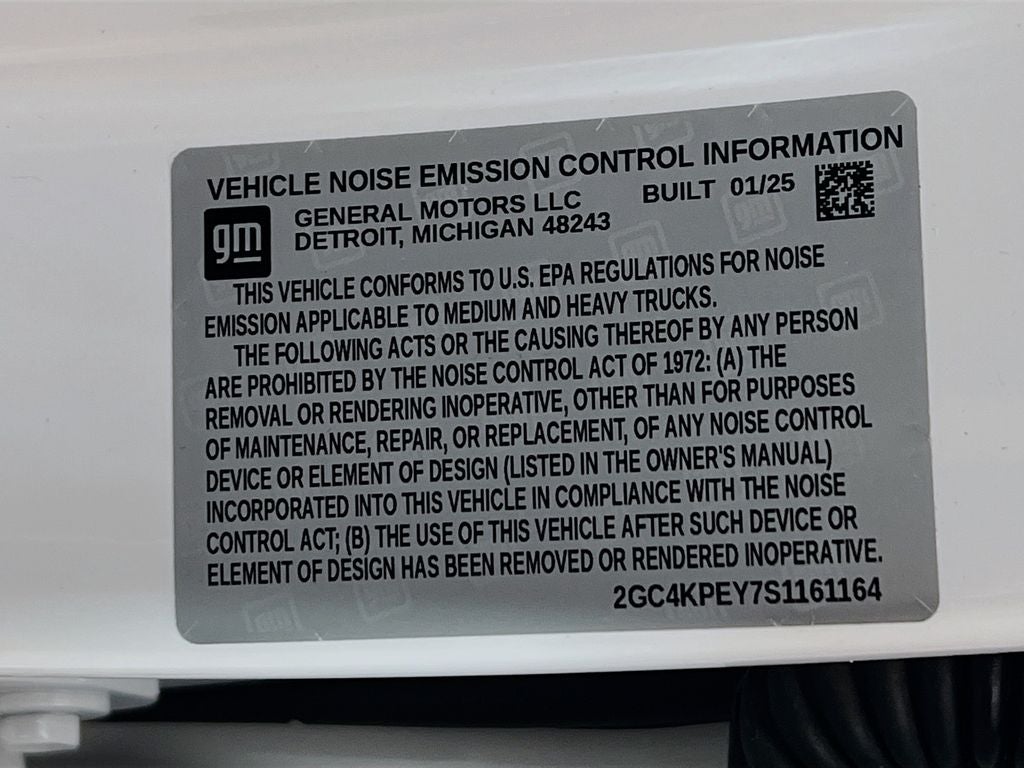 VEHICLE NOISE EMISSION CONTROL INFORMATION
gm
GENERAL MOTORS LLC BUILT 01/25
DETROIT, MICHIGAN 48243
THIS VEHICLE CONFORMS TO U.S. EPA REGULATIONS FOR NOISE
EMISSION APPLICABLE TO MEDIUM AND HEAVY TRUCKS.
THE FOLLOWING ACTS OR THE CAUSING THEREOF BY ANY PERSON
ARE PROHIBITED BY THE NOISE CONTROL ACT OF 1972: (A) THE
REMOVAL OR RENDERING INOPERATIVE, OTHER THAN FOR PURPOSES
OF MAINTENANCE, REPAIR, OR REPLACEMENT, OF ANY NOISE CONTROL
DEVICE OR ELEMENT OF DESIGN (LISTED IN THE OWNER'S MANUAL)
INCORPORATED INTO THIS VEHICLE IN COMPLIANCE WITH THE NOISE
CONTROL ACT; (B) THE USE OF THIS VEHICLE AFTER SUCH DEVICE OR
ELEMENT OF DESIGN HAS BEEN REMOVED OR RENDERED INOPERATIVE.
2GC4KPEY7S1161164